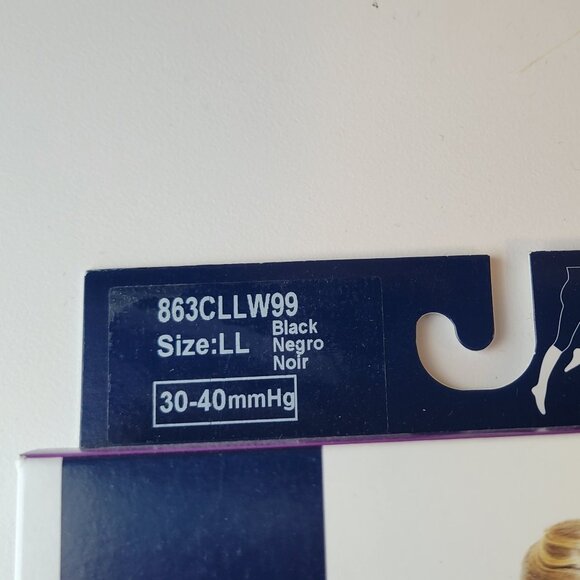 863CLLW99
Size:LL Black
Negro
Noir
30-40mmHg